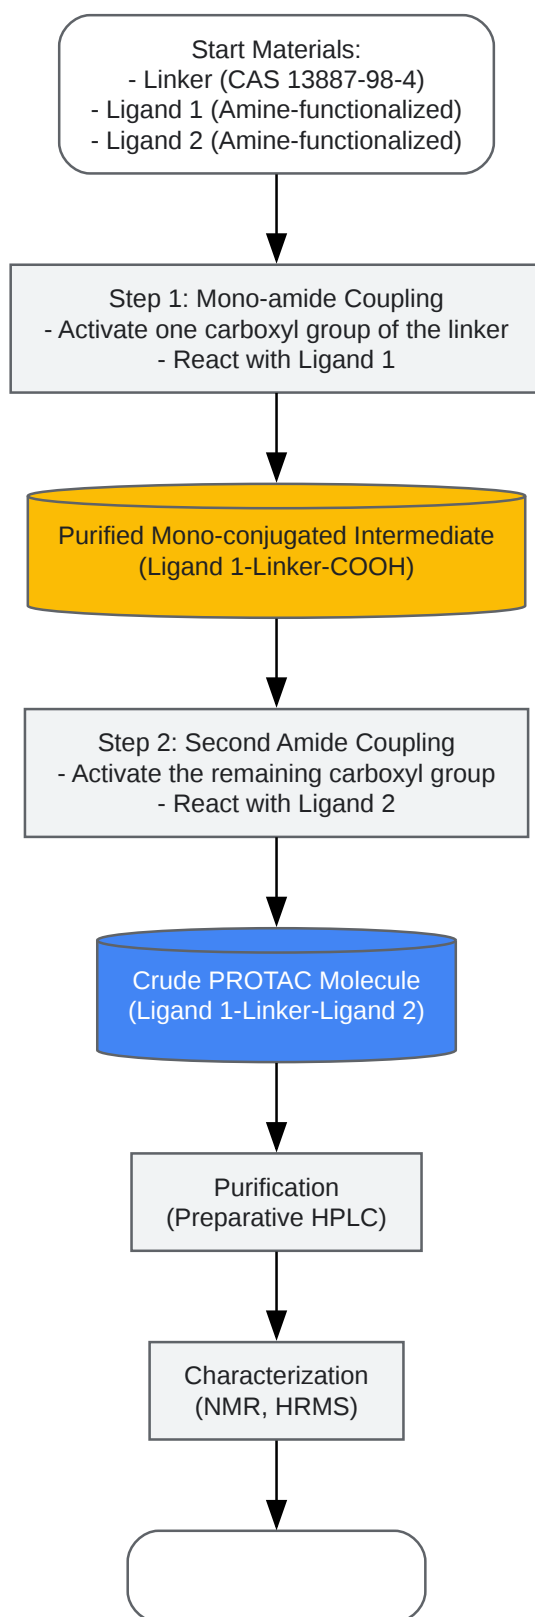 Start Materials:
- Linker (CAS 13887-98-4)
- Ligand 1 (Amine-functionalized)
- Ligand 2 (Amine-functionalized)
Step 1: Mono-amide Coupling
- Activate one carboxyl group of the linker
- React with Ligand 1
Purified Mono-conjugated Intermediate
(Ligand 1-Linker-COOH)
Step 2: Second Amide Coupling
- Activate the remaining carboxyl group
- React with Ligand 2
Crude PROTAC Molecule
(Ligand 1-Linker-Ligand 2)
Purification
(Preparative HPLC)
Characterization
(NMR, HRMS)